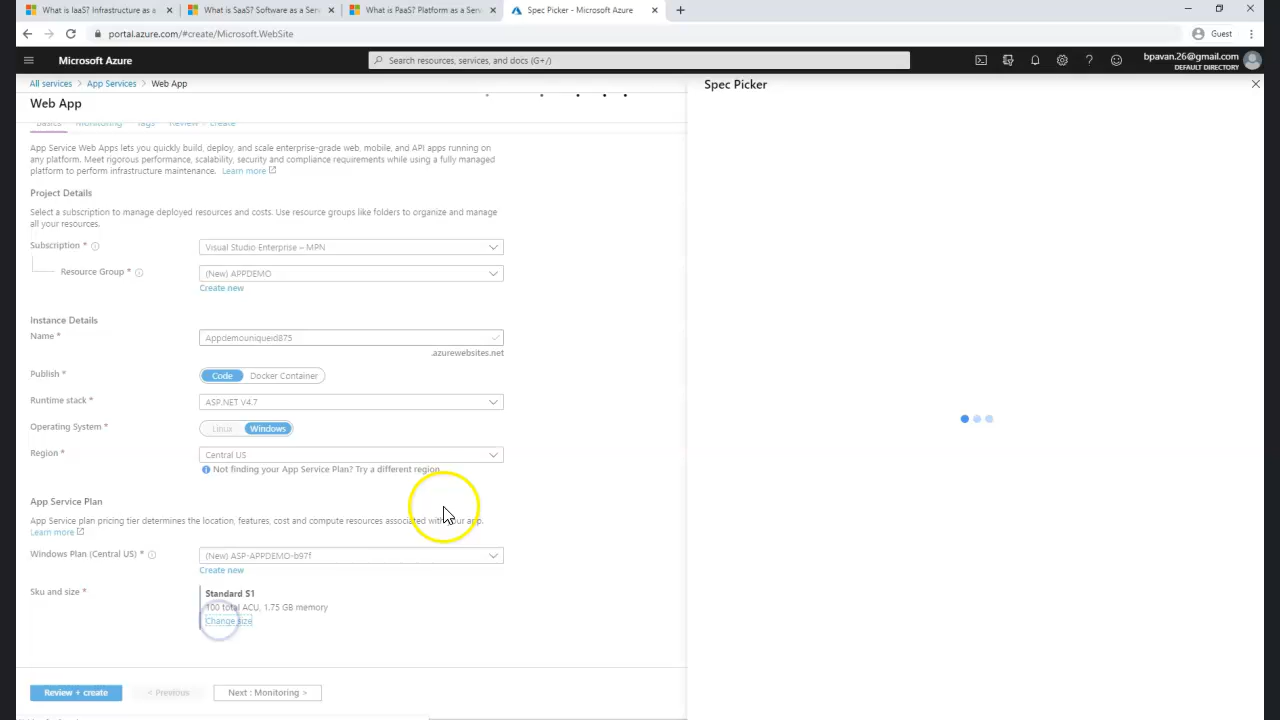 What is IaaS? Infrastructure as a
What is SaaS? Software as a Serv
What is PaaS? Platform as a Servi
Spec Picker - Microsoft Azure
portal.azure.com/#create/Microsoft.WebSite
Guest
Microsoft Azure
Search resources, services, and docs (G+/)
bpavan.26@gmail.com
DEFAULT DIRECTORY
All services > App Services > Web App
Web App
Basics Monitoring Tags Review + create
App Service Web Apps lets you quickly build, deploy, and scale enterprise-grade web, mobile, and API apps running on
any platform. Meet rigorous performance, scalability, security and compliance requirements while using a fully managed
platform to perform infrastructure maintenance. Learn more
Project Details
Select a subscription to manage deployed resources and costs. Use resource groups like folders to organize and manage
all your resources.
Subscription *
Visual Studio Enterprise – MPN
Resource Group *
(New) APPDEMO
Create new
Instance Details
Name *
Appdemouniqueid875
.azurewebsites.net
Publish *
Code Docker Container
Runtime stack *
ASP.NET V4.7
Operating System *
Linux Windows
Region *
Central US
Not finding your App Service Plan? Try a different region.
App Service Plan
App Service plan pricing tier determines the location, features, cost and compute resources associated with your app.
Learn more
Windows Plan (Central US) *
(New) ASP-APPDEMO-b97f
Create new
Sku and size *
Standard S1
100 total ACU, 1.75 GB memory
Change size
Review + create
< Previous
Next : Monitoring >
Spec Picker